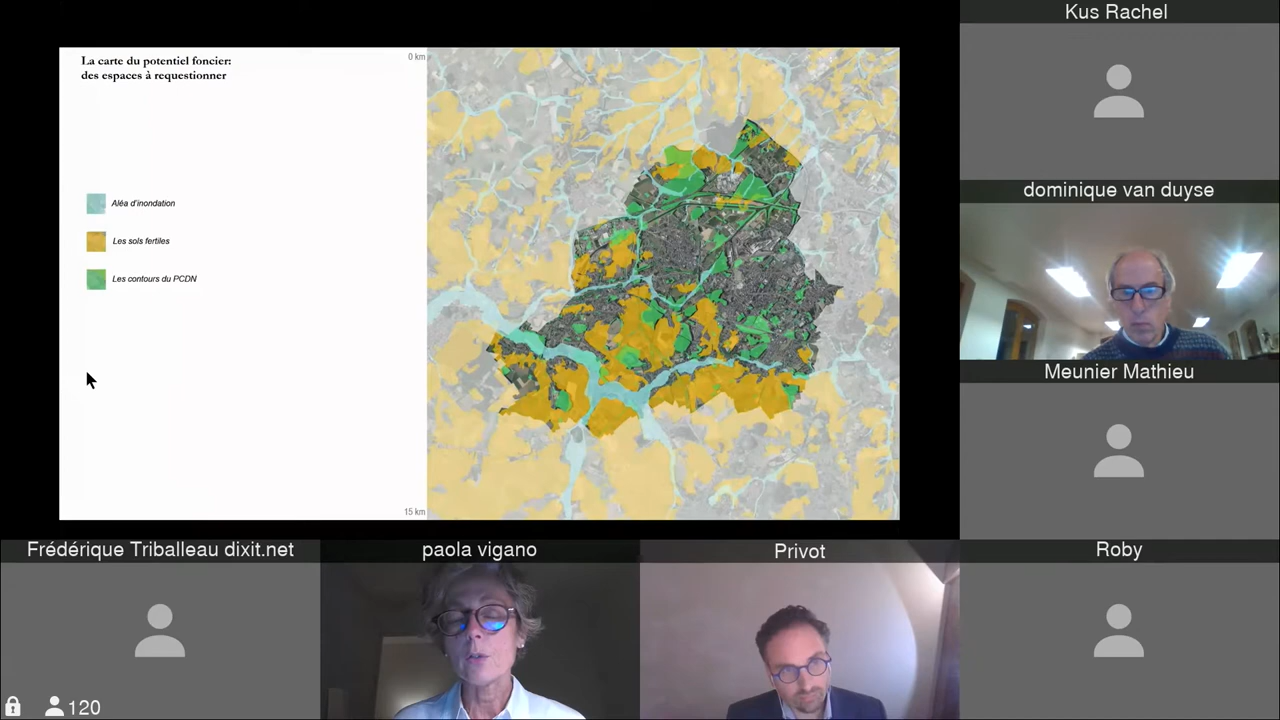 La carte du potentiel foncier:
des espaces à requestionner
0 km
Aléa d'inondation
Les sols fertiles
Les contours du PCDN
15 km
Kus Rachel
dominique van duyse
Meunier Mathieu
Frédérique Triballeau dixit.net
paola vigano
Privot
Roby
120